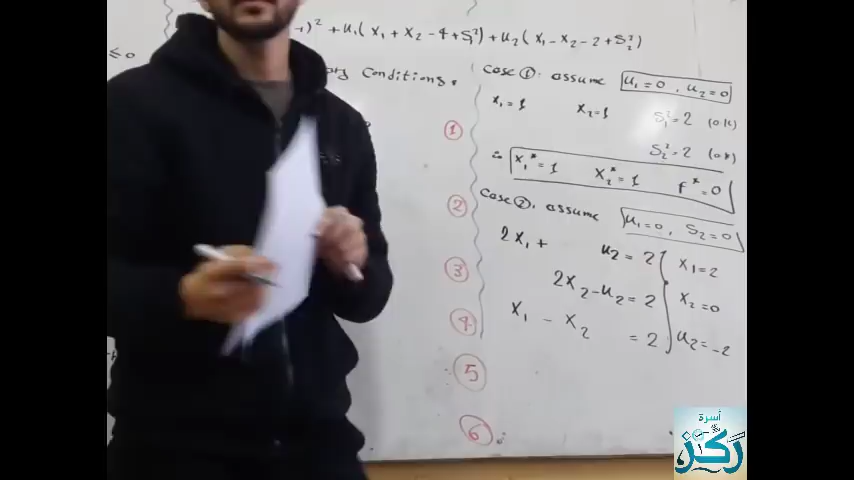 -1)² + u₁( x₁ + x₂ - 4 + S₁²) + u₂ ( x₁ - x₂ - 2 + S₂²)
≤ 0
Conditions.
Case ①: assume u₁ = 0 , u₂ = 0
x₁ = 1 x₂ = 1 S₁² = 2 (ok)
S₂² = 2 (ok)
∴ x₁* = 1 x₂* = 1 f* = 0
Case ②: assume u₁ = 0, S₂ = 0
2x₁ + u₂ = 2 x₁ = 2
2x₂ - u₂ = 2 x₂ = 0
x₁ - x₂ = 2 u₂ = -2
①
②
③
④
⑤
⑥
أسرة
ركز